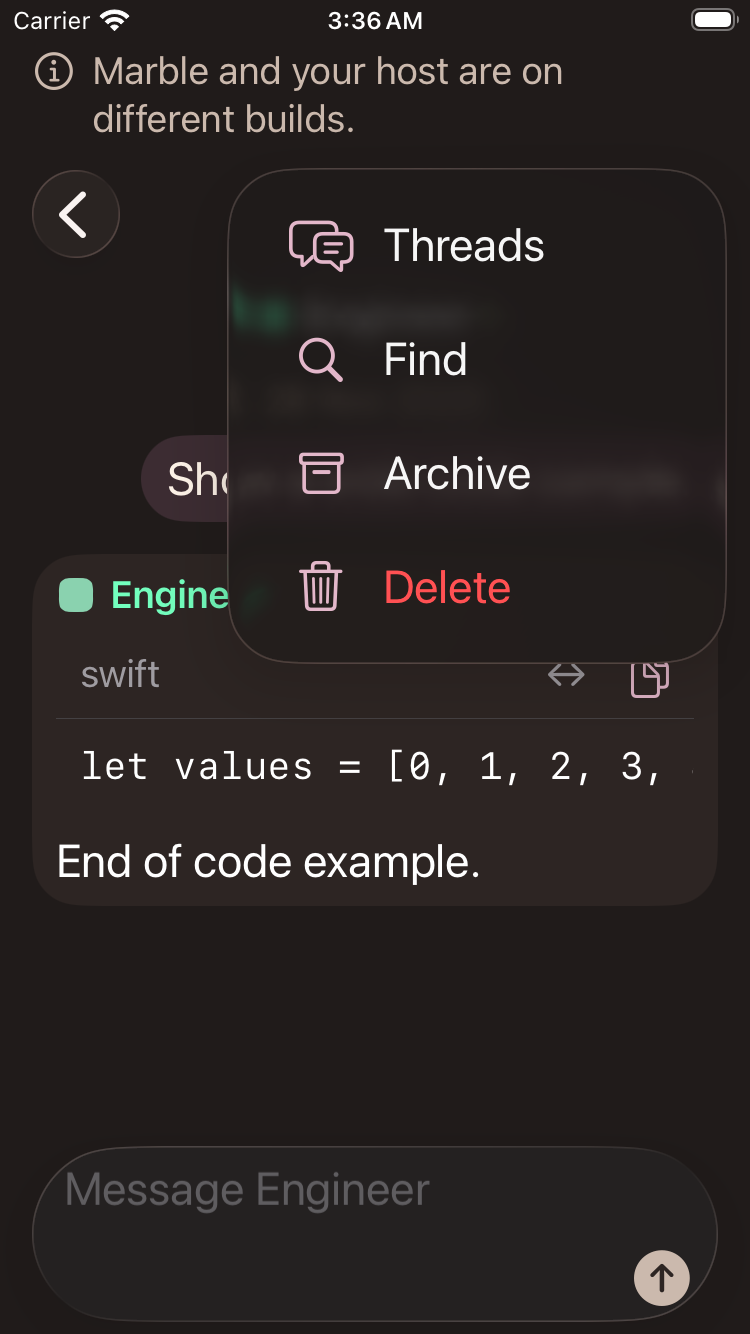 Carrier
3:36 AM
Marble and your host are on
different builds.
Threads
Find
Archive
Delete
swift
let values = [0, 1, 2, 3,
End of code example.
Message Engineer